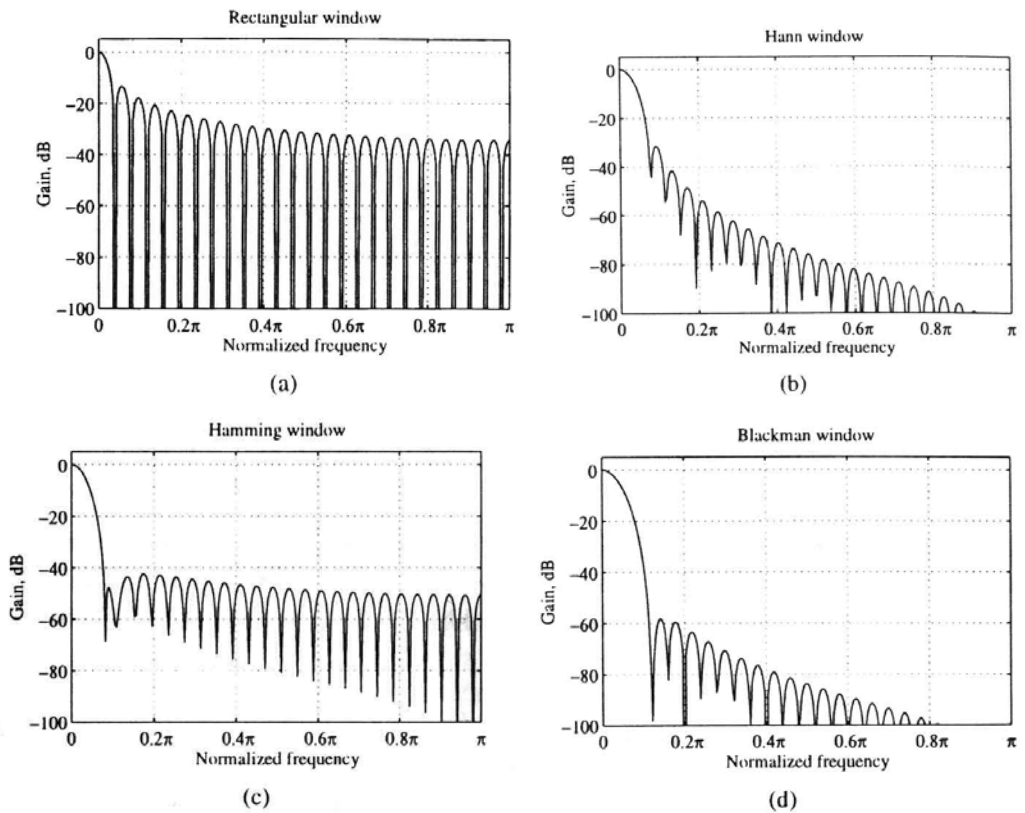 Rectangular window
0
−20
−40
−60
−80
−100
Gain, dB
0 0.2π 0.4π 0.6π 0.8π π
Normalized frequency
(a)
Hann window
0
−20
−40
−60
−80
−100
Gain, dB
0 0.2π 0.4π 0.6π 0.8π π
Normalized frequency
(b)
Hamming window
0
−20
−40
−60
−80
−100
Gain, dB
0 0.2π 0.4π 0.6π 0.8π π
Normalized frequency
(c)
Blackman window
0
−20
−40
−60
−80
−100
Gain, dB
0 0.2π 0.4π 0.6π 0.8π π
Normalized frequency
(d)